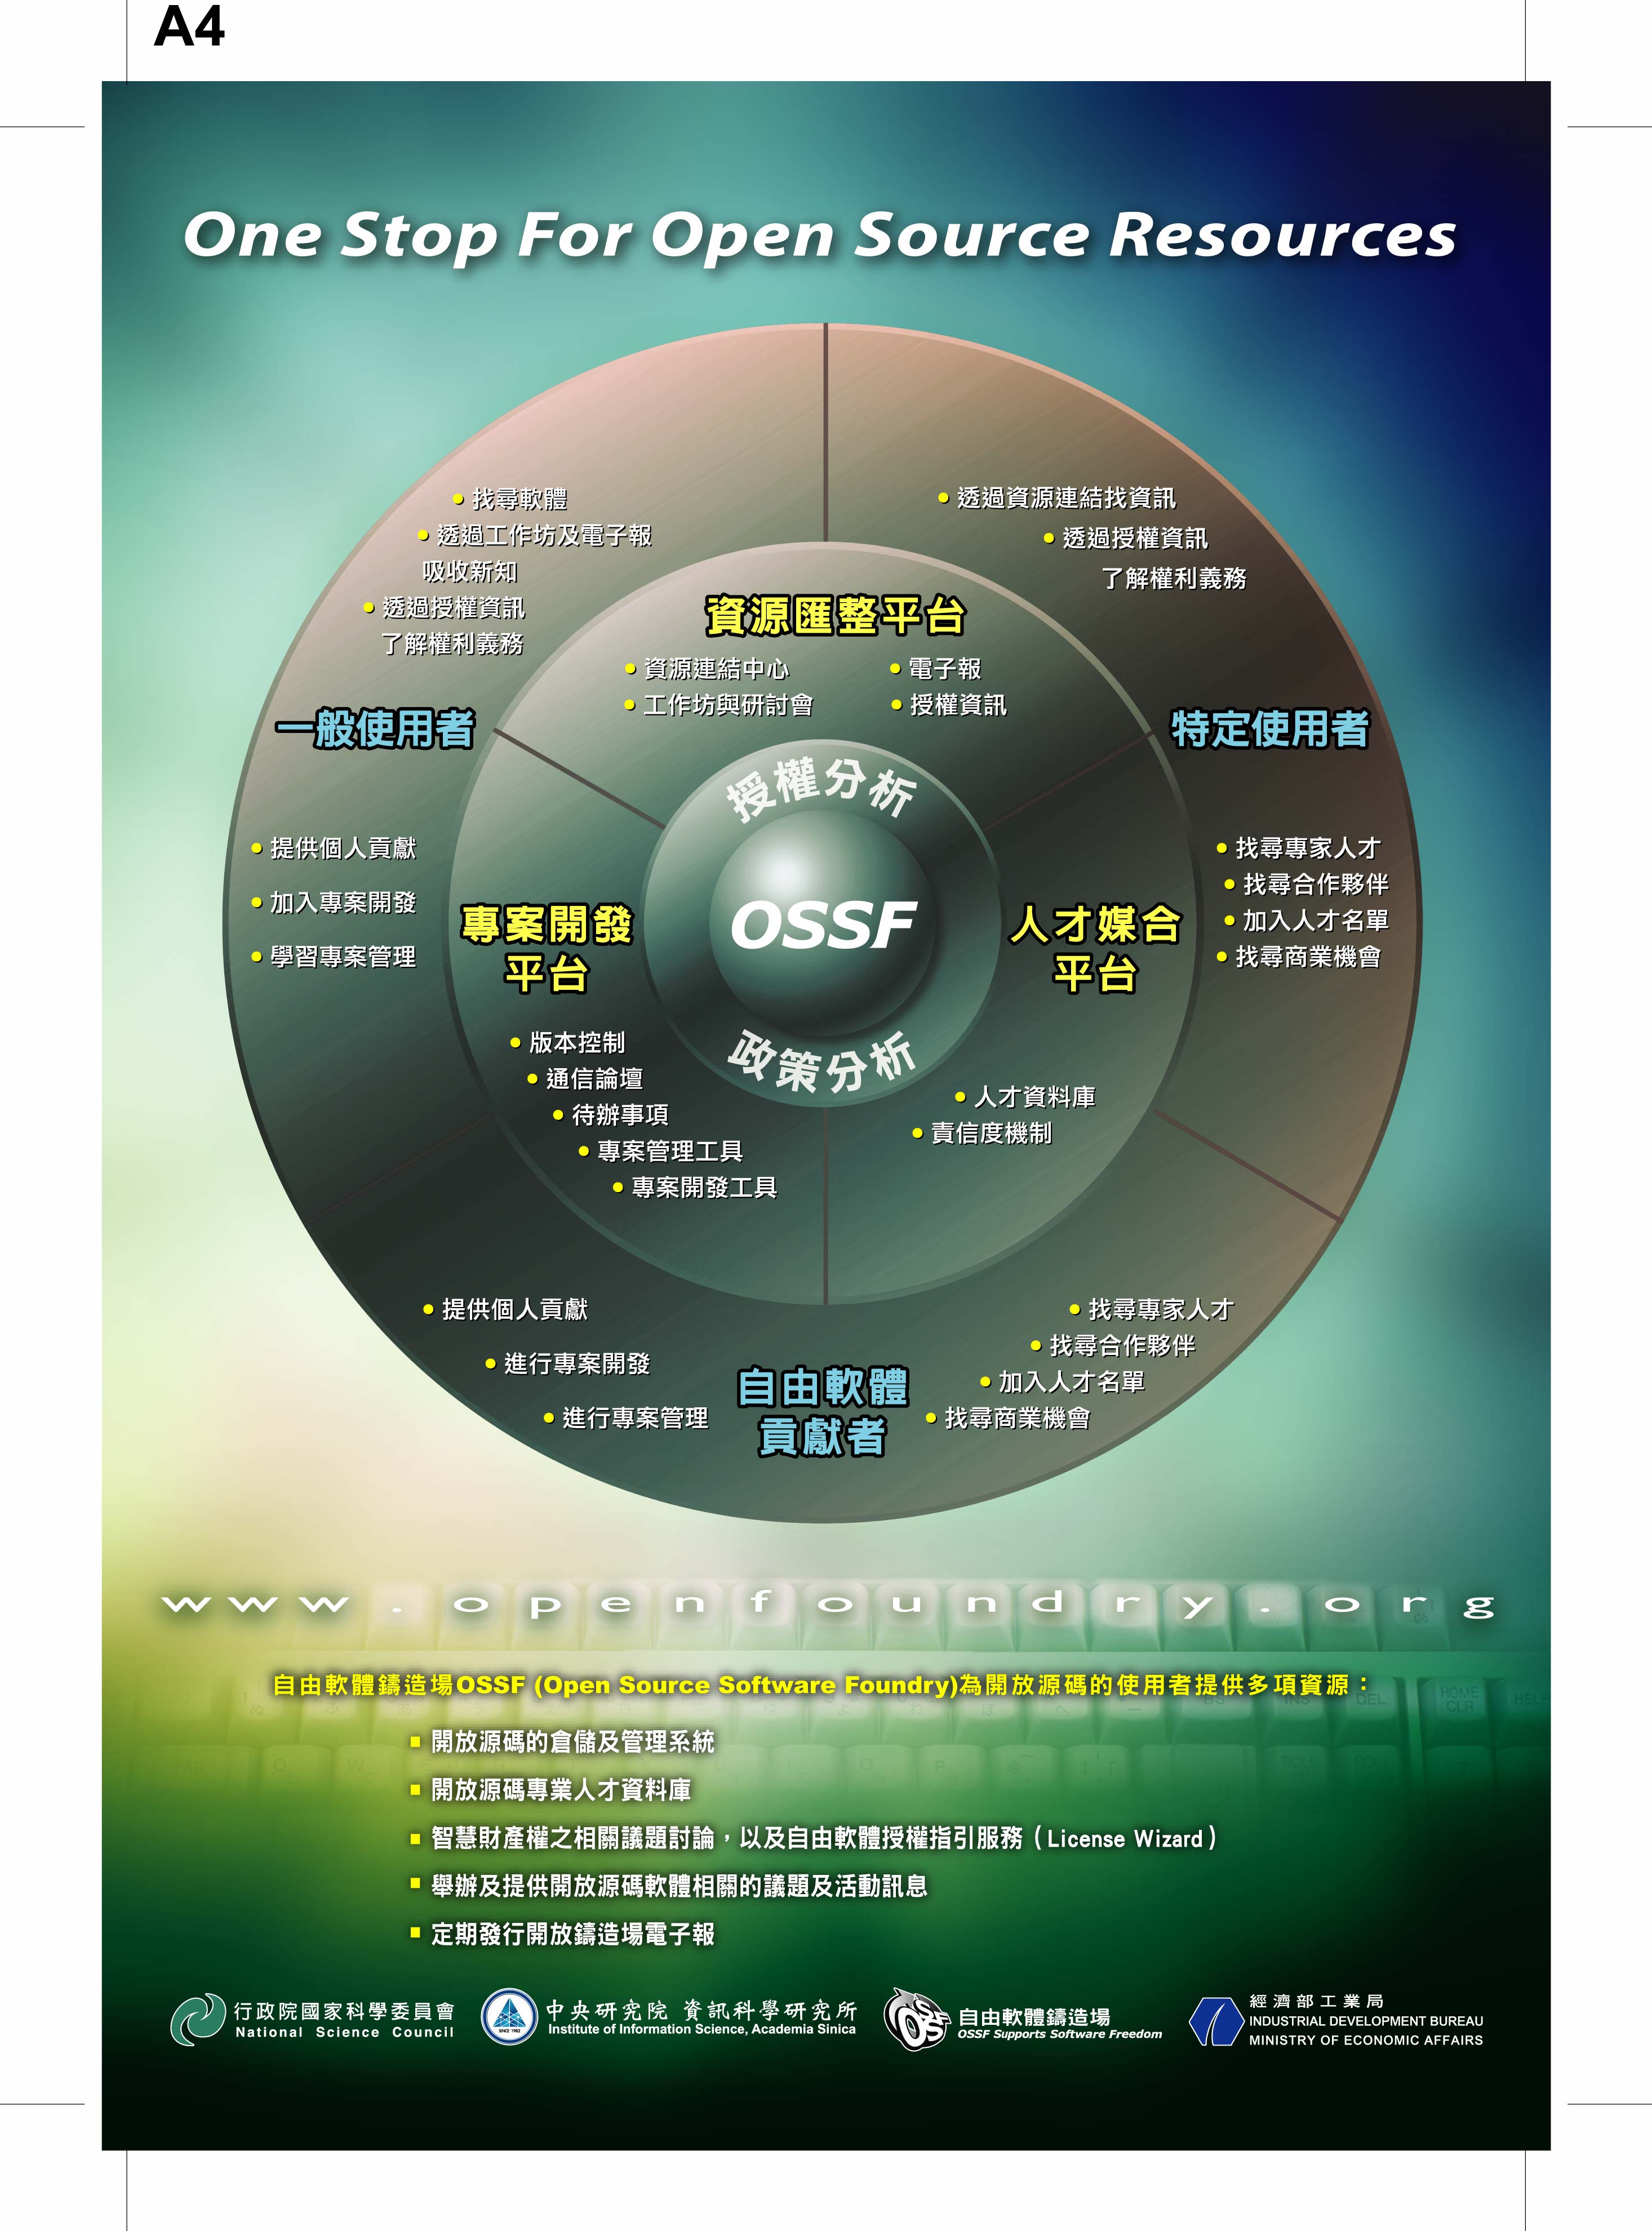 A4
One Stop For Open Source Resources
• 找尋軟體
• 透過工作坊及電子報
吸收新知
• 透過授權資訊
了解權利義務
• 透過資源連結找資訊
• 透過授權資訊
了解權利義務
資源匯整平台
• 資源連結中心
• 電子報
• 工作坊與研討會
• 授權資訊
一般使用者
特定使用者
授權分析
OSSF
政策分析
• 提供個人貢獻
• 加入專案開發
• 學習專案管理
專案開發
平台
人才媒合
平台
• 找尋專家人才
• 找尋合作夥伴
• 加入人才名單
• 找尋商業機會
• 版本控制
• 通信論壇
• 待辦事項
• 專案管理工具
• 專案開發工具
• 人才資料庫
• 責信度機制
• 提供個人貢獻
• 進行專案開發
• 進行專案管理
自由軟體
貢獻者
• 找尋專家人才
• 找尋合作夥伴
• 加入人才名單
• 找尋商業機會
www.openfoundry.org
自由軟體鑄造場OSSF (Open Source Software Foundry)為開放源碼的使用者提供多項資源：
開放源碼的倉儲及管理系統
開放源碼專業人才資料庫
智慧財產權之相關議題討論，以及自由軟體授權指引服務（License Wizard）
舉辦及提供開放源碼軟體相關的議題及活動訊息
定期發行開放鑄造場電子報
行政院國家科學委員會
National Science Council
SINCE 1982
中央研究院 資訊科學研究所
Institute of Information Science, Academia Sinica
OSSF
自由軟體鑄造場
OSSF Supports Software Freedom
經濟部工業局
INDUSTRIAL DEVELOPMENT BUREAU
MINISTRY OF ECONOMIC AFFAIRS